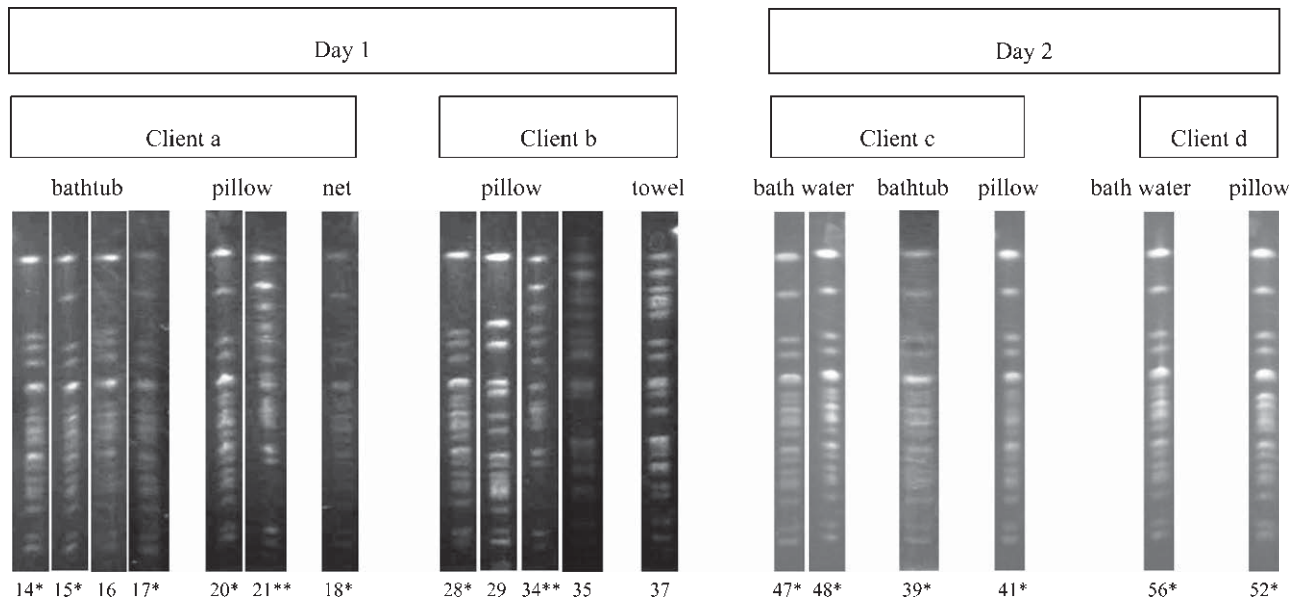 Day 1 Day 2
Client a Client b Client c Client d
bathtub pillow net pillow towel bath water bathtub pillow bath water pillow
14* 15* 16 17* 20* 21** 18* 28* 29 34** 35 37 47* 48* 39* 41* 56* 52*